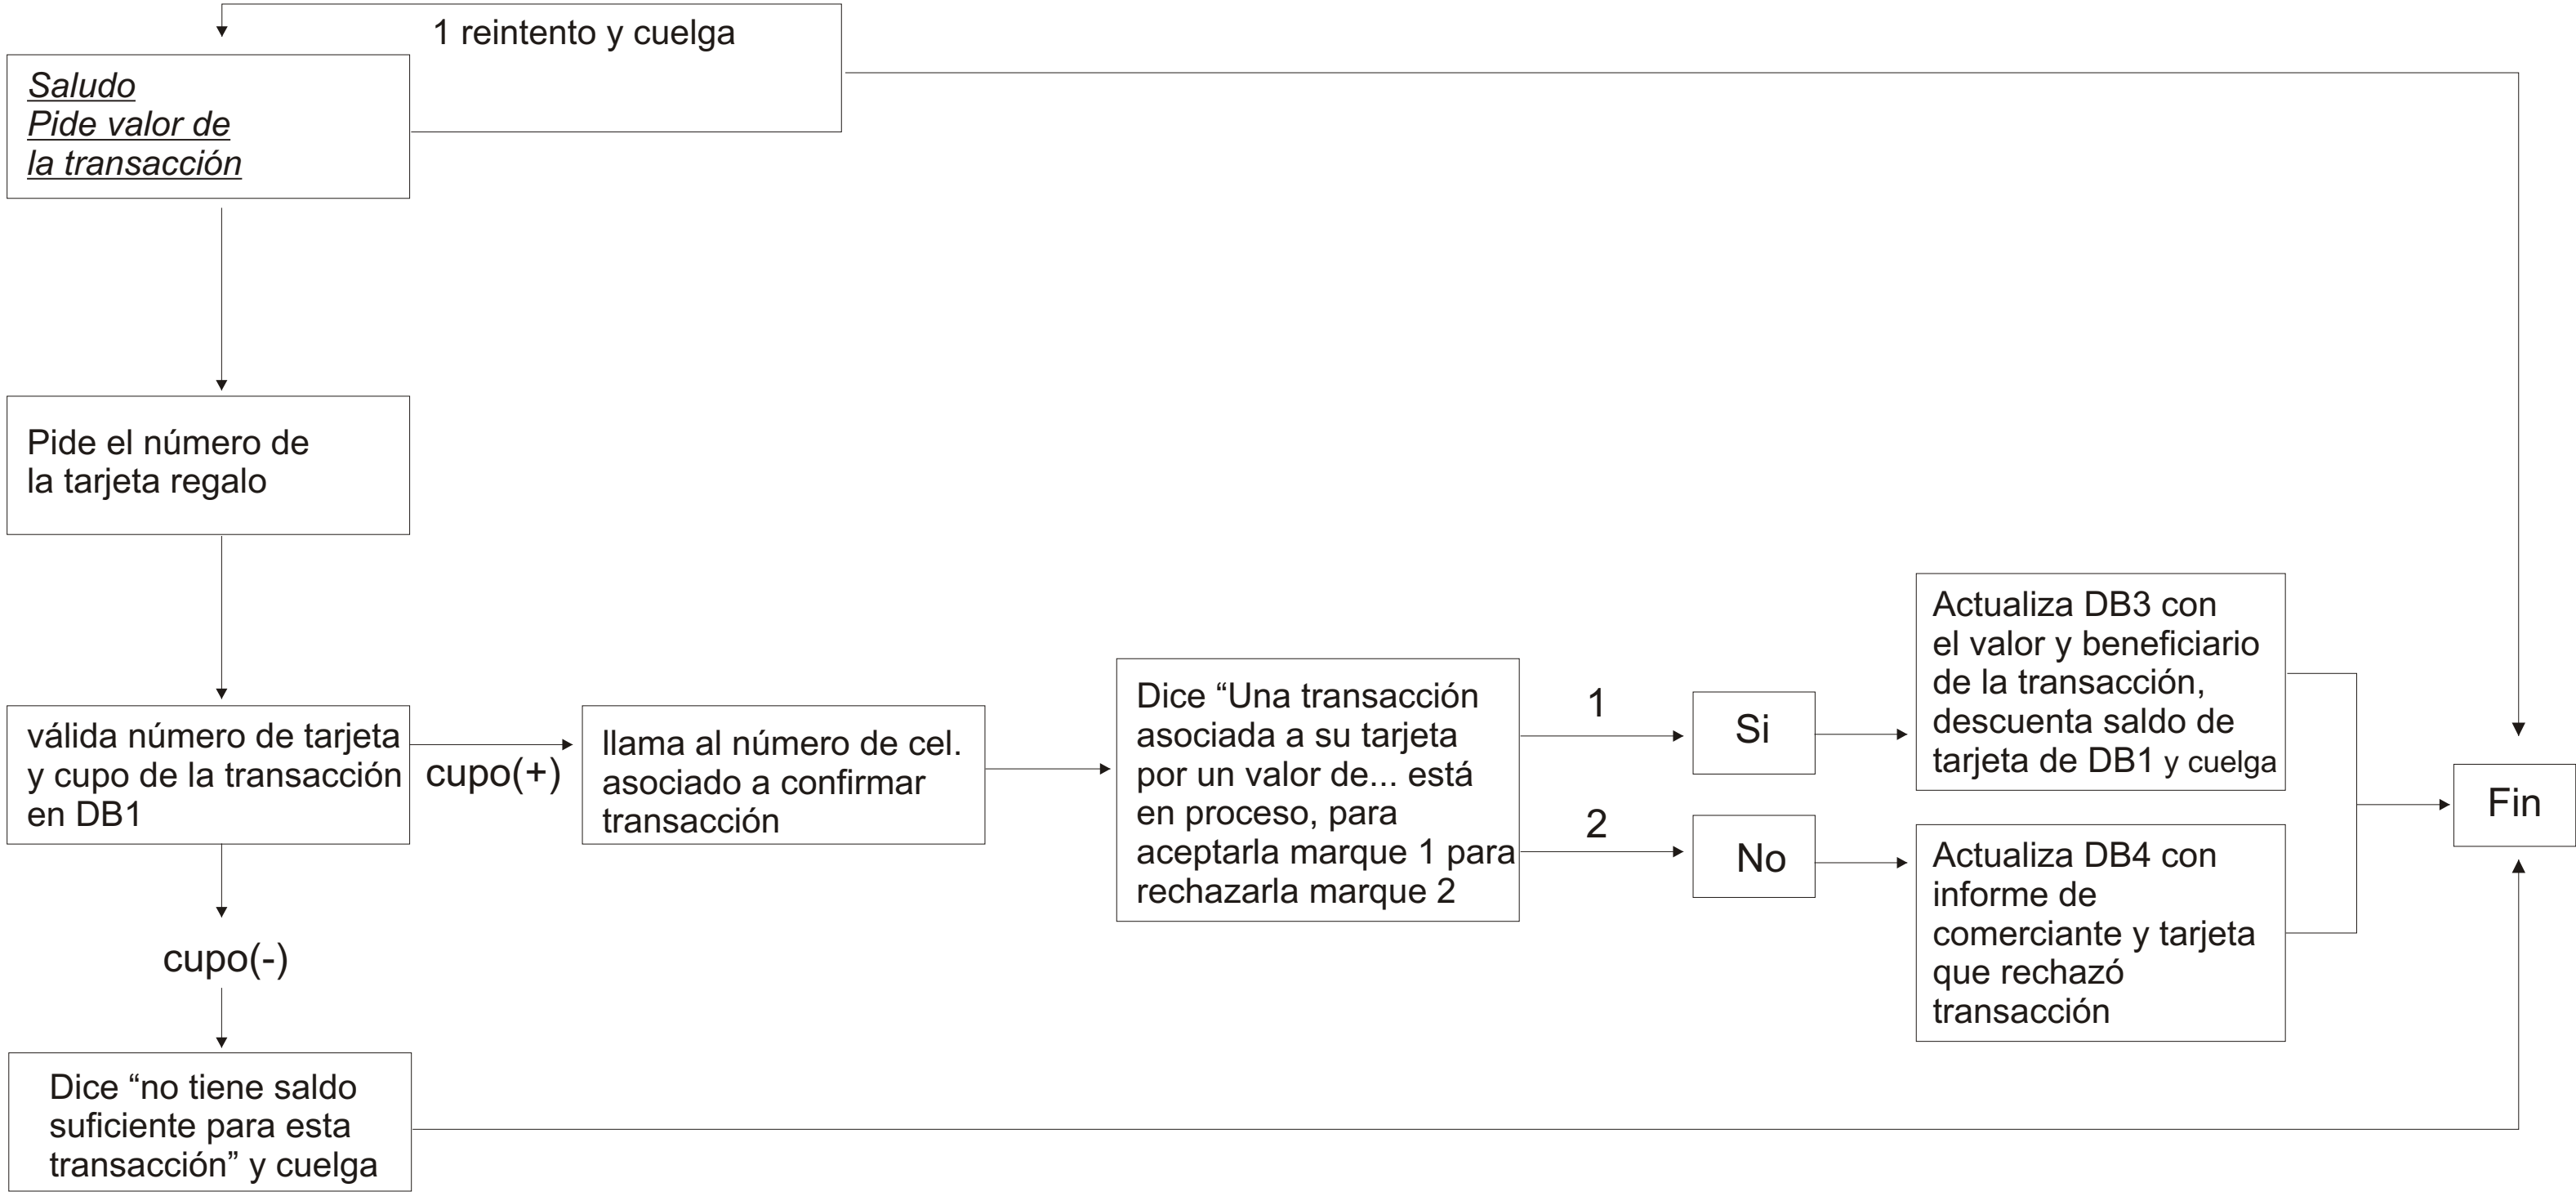 1 reintento y cuelga
Saludo
Pide valor de
la transacción
Pide el número de
la tarjeta regalo
válida número de tarjeta
y cupo de la transacción
en DB1
cupo(+)
llama al número de cel.
asociado a confirmar
transacción
Dice “Una transacción
asociada a su tarjeta
por un valor de... está
en proceso, para
aceptarla marque 1 para
rechazarla marque 2
1
Si
Actualiza DB3 con
el valor y beneficiario
de la transacción,
descuenta saldo de
tarjeta de DB1 y cuelga
2
No
Actualiza DB4 con
informe de
comerciante y tarjeta
que rechazó
transacción
Fin
cupo(-)
Dice “no tiene saldo
suficiente para esta
transacción” y cuelga